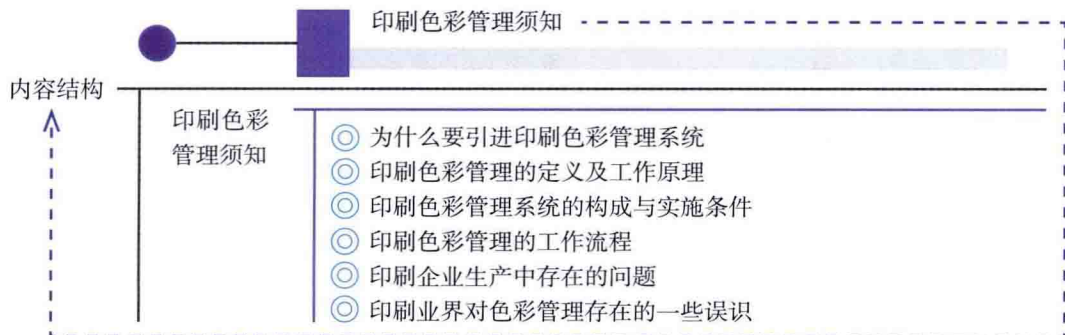 印刷色彩管理须知
内容结构
印刷色彩
管理须知
◎ 为什么要引进印刷色彩管理系统
◎ 印刷色彩管理的定义及工作原理
◎ 印刷色彩管理系统的构成与实施条件
◎ 印刷色彩管理的工作流程
◎ 印刷企业生产中存在的问题
◎ 印刷业界对色彩管理存在的一些误识